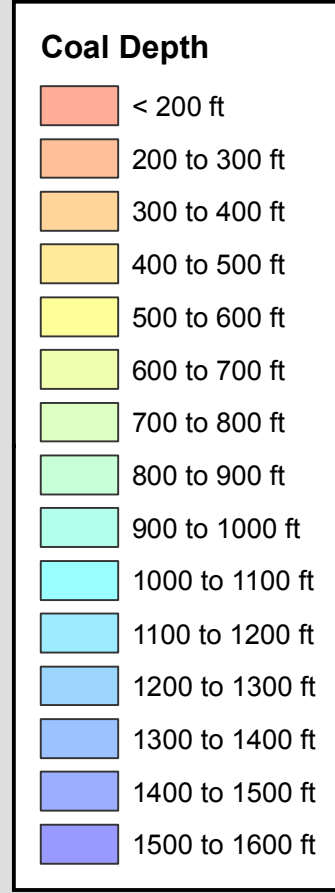 Coal Depth
< 200 ft
200 to 300 ft
300 to 400 ft
400 to 500 ft
500 to 600 ft
600 to 700 ft
700 to 800 ft
800 to 900 ft
900 to 1000 ft
1000 to 1100 ft
1100 to 1200 ft
1200 to 1300 ft
1300 to 1400 ft
1400 to 1500 ft
1500 to 1600 ft